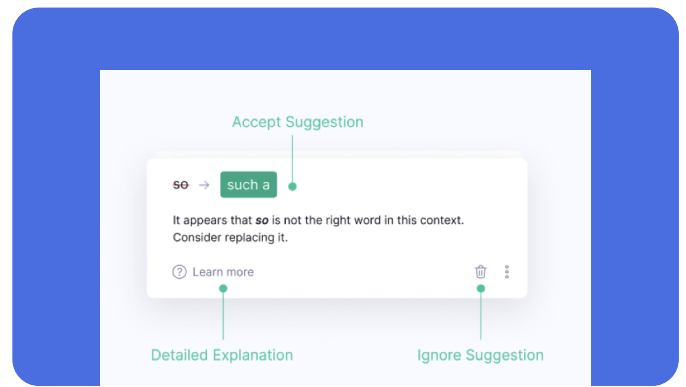 Accept Suggestion
so → such a
It appears that so is not the right word in this context.
Consider replacing it.
Learn more
Detailed Explanation
Ignore Suggestion